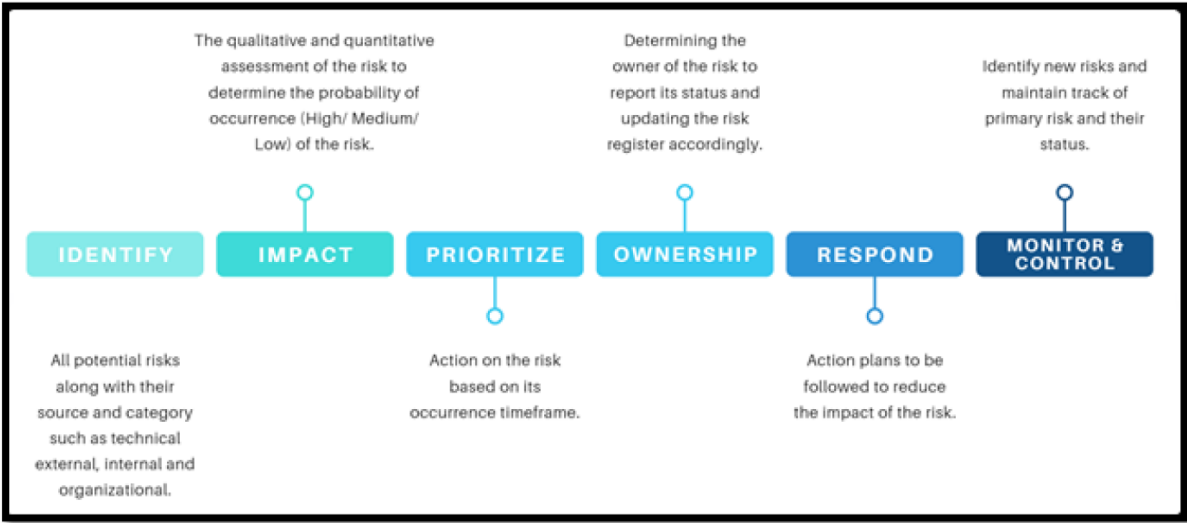 The qualitative and quantitative
assessment of the risk to
determine the probability of
occurrence (High/ Medium/
Low) of the risk.
Determining the
owner of the risk to
report its status and
updating the risk
register accordingly.
Identify new risks and
maintain track of
primary risk and their
status.
IDENTIFY
IMPACT
PRIORITIZE
OWNERSHIP
RESPOND
MONITOR &
CONTROL
All potential risks
along with their
source and category
such as technical
external, internal and
organizational.
Action on the risk
based on its
occurrence timeframe.
Action plans to be
followed to reduce
the impact of the risk.